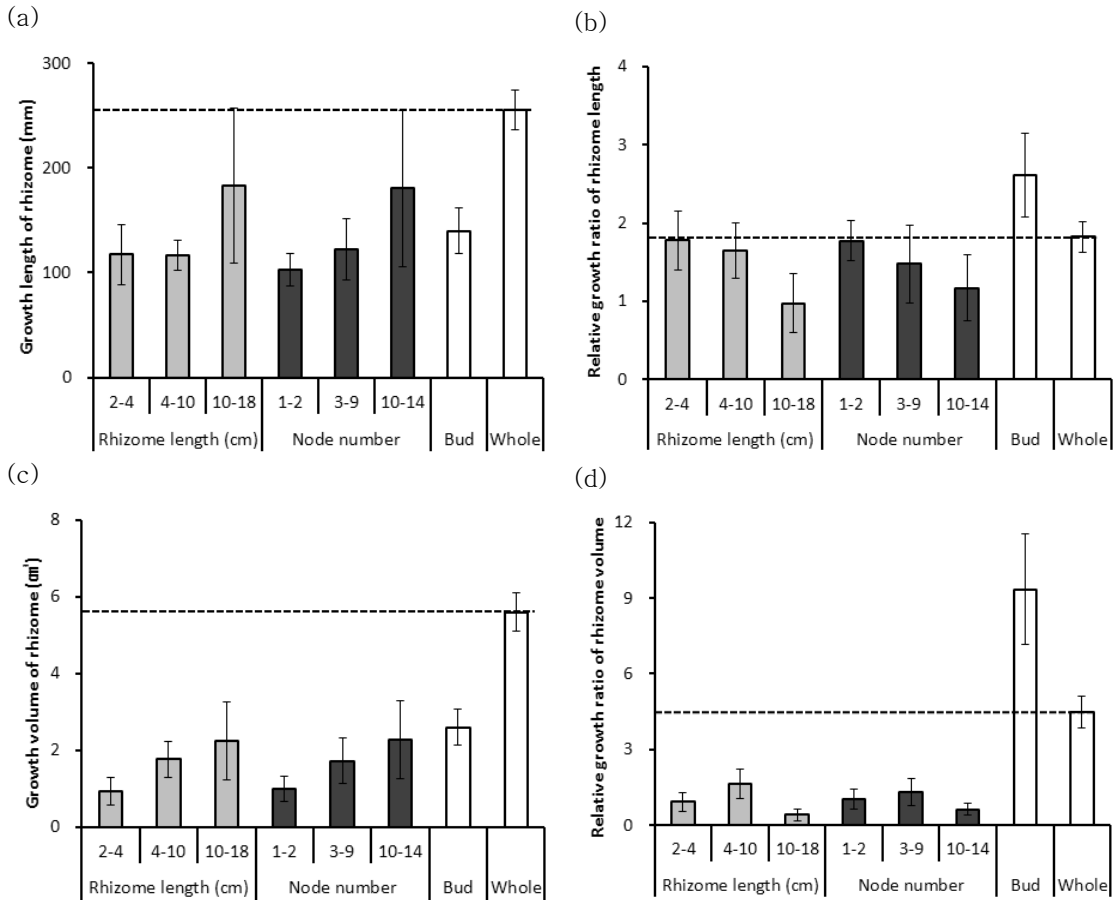 (a)
Growth length of rhizome (mm)
300
200
100
0
2-4 4-10 10-18 1-2 3-9 10-14
Rhizome length (cm) Node number Bud Whole
(b)
Relative growth ratio of rhizome length
4
3
2
1
0
2-4 4-10 10-18 1-2 3-9 10-14
Rhizome length (cm) Node number Bud Whole
(c)
Growth volume of rhizome (㎤)
8
6
4
2
0
2-4 4-10 10-18 1-2 3-9 10-14
Rhizome length (cm) Node number Bud Whole
(d)
Relative growth ratio of rhizome volume
12
9
6
3
0
2-4 4-10 10-18 1-2 3-9 10-14
Rhizome length (cm) Node number Bud Whole